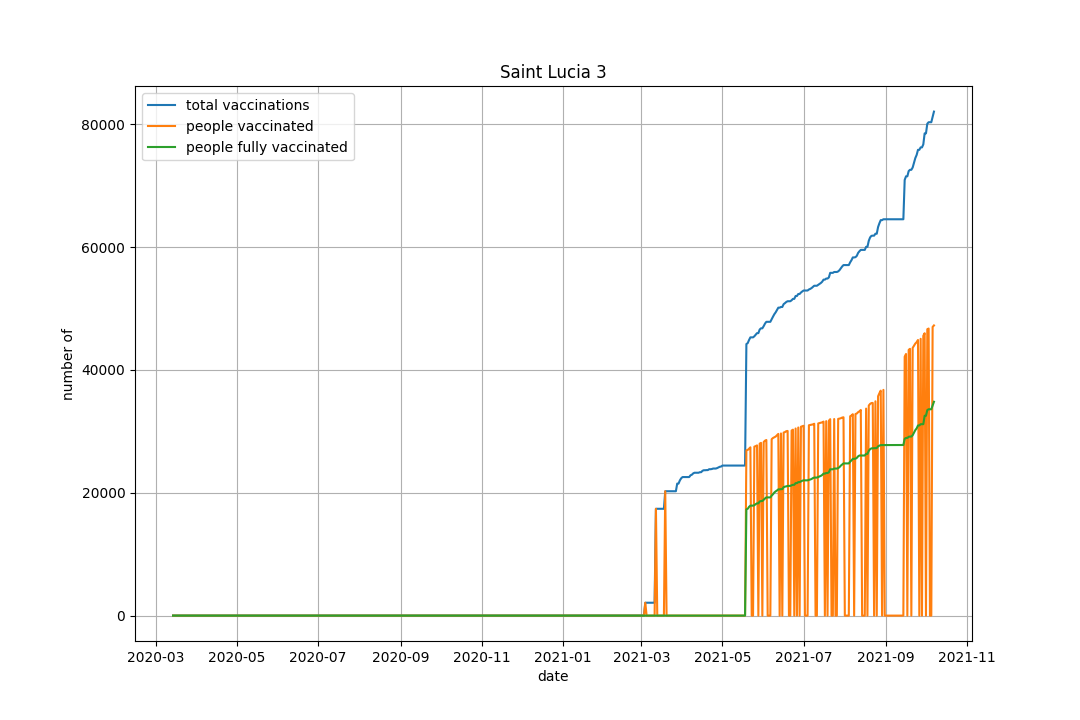 Saint Lucia 3
total vaccinations
people vaccinated
people fully vaccinated
80000
60000
40000
20000
0
number of
2020-03 2020-05 2020-07 2020-09 2020-11 2021-01 2021-03 2021-05 2021-07 2021-09 2021-11
date